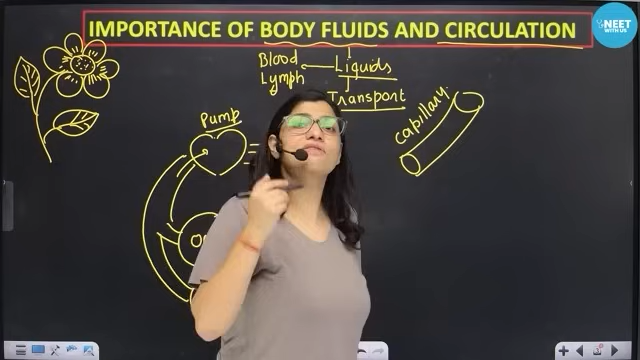 IMPORTANCE OF BODY FLUIDS AND CIRCULATION
NEET
WITH US
Blood
Liquids
Lymph
Transport
Pump
Capillary